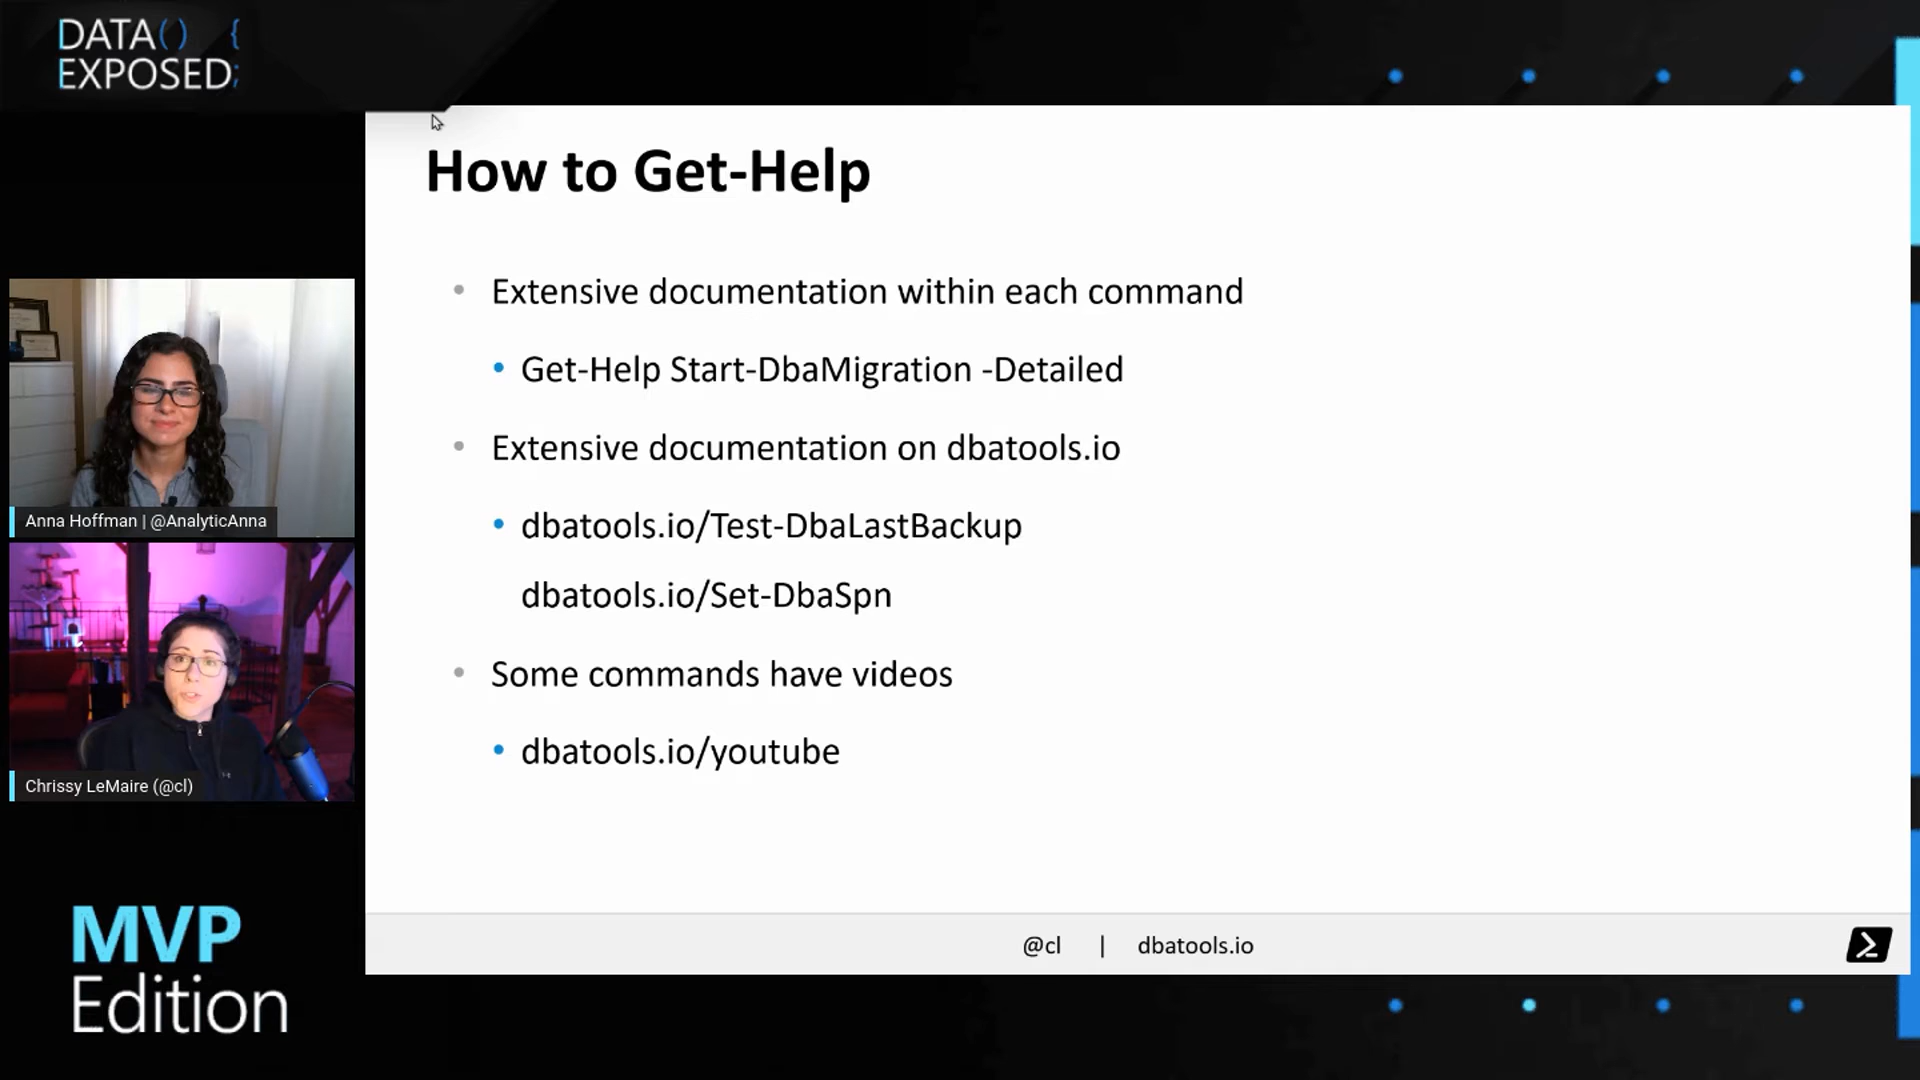 DATA() {
EXPOSED;
How to Get-Help
Extensive documentation within each command
Get-Help Start-DbaMigration -Detailed
Extensive documentation on dbatools.io
dbatools.io/Test-DbaLastBackup
dbatools.io/Set-DbaSpn
Some commands have videos
dbatools.io/youtube
@cl | dbatools.io
Anna Hoffman | @AnalyticAnna
Chrissy LeMaire (@cl)
MVP
Edition